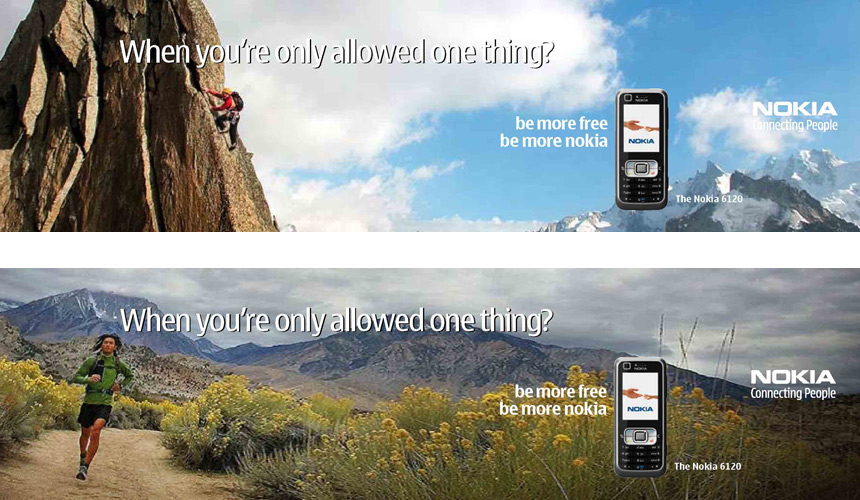 When you're only allowed one thing?
be more free
be more nokia
NOKIA
Connecting People
NOKIA
The Nokia 6120
When you're only allowed one thing?
be more free
be more nokia
NOKIA
Connecting People
NOKIA
The Nokia 6120